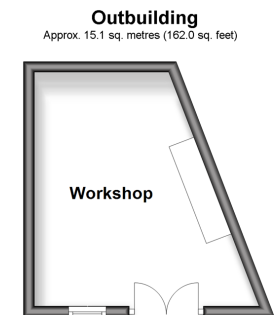 Outbuilding
Approx. 15.1 sq. metres (162.0 sq. feet)
Workshop